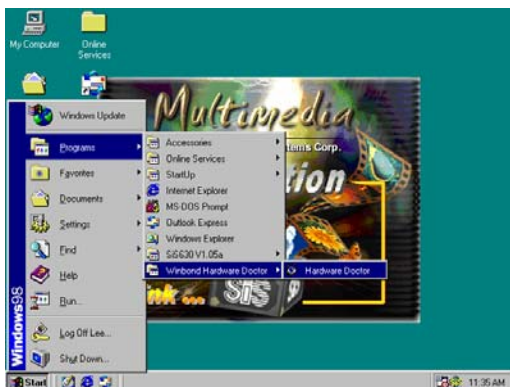 My Computer
Online
Services
Windows Update
Programs
Favorites
Documents
Settings
Find
Help
Run...
Log Off Lee...
Shut Down...
Windows98
Accessories
Online Services
StartUp
Internet Explorer
MS-DOS Prompt
Outlook Express
Windows Explorer
SiS630 V1.05a
Winbond Hardware Doctor
Hardware Doctor
Multimedia
tems Corp.
tion
nk ...
SiS
Start
11:35 AM